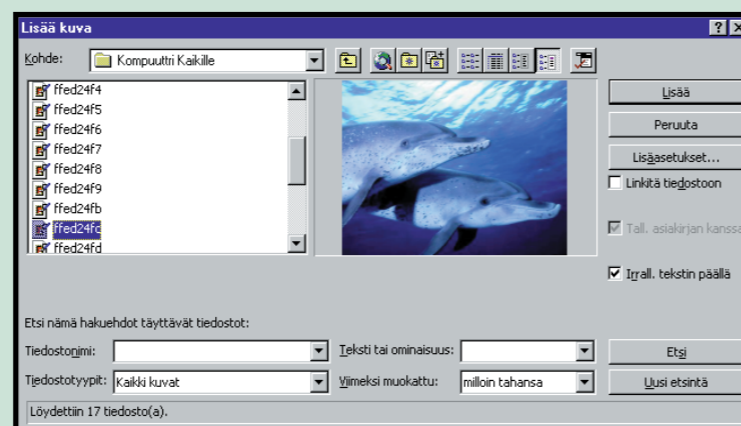 Lisää kuva
Kohde: Kompuuttri Kaikille
ffed24f4
ffed24f5
ffed24f6
ffed24f7
ffed24f8
ffed24f9
ffed24fb
ffed24fc
ffed24fd
Lisää
Peruuta
Lisäasetukset...
Linkitä tiedostoon
Tall. asiakirjan kanssa
Irrall. tekstin päällä
Etsi nämä hakuehdot täyttävät tiedostot:
Tiedostonimi: Teksti tai ominaisuus: Etsi
Tiedostotyypit: Kaikki kuvat Viimeksi muokattu: milloin tahansa Uusi etsintä
Löydettiin 17 tiedosto(a).